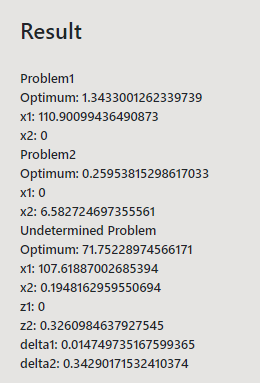 Result
Problem1
Optimum: 1.3433001262339739
x1: 110.90099436490873
x2: 0
Problem2
Optimum: 0.25953815298617033
x1: 0
x2: 6.582724697355561
Undetermined Problem
Optimum: 71.75228974566171
x1: 107.61887002685394
x2: 0.1948162959550694
z1: 0
z2: 0.3260984637927545
delta1: 0.014749735167599365
delta2: 0.34290171532410374